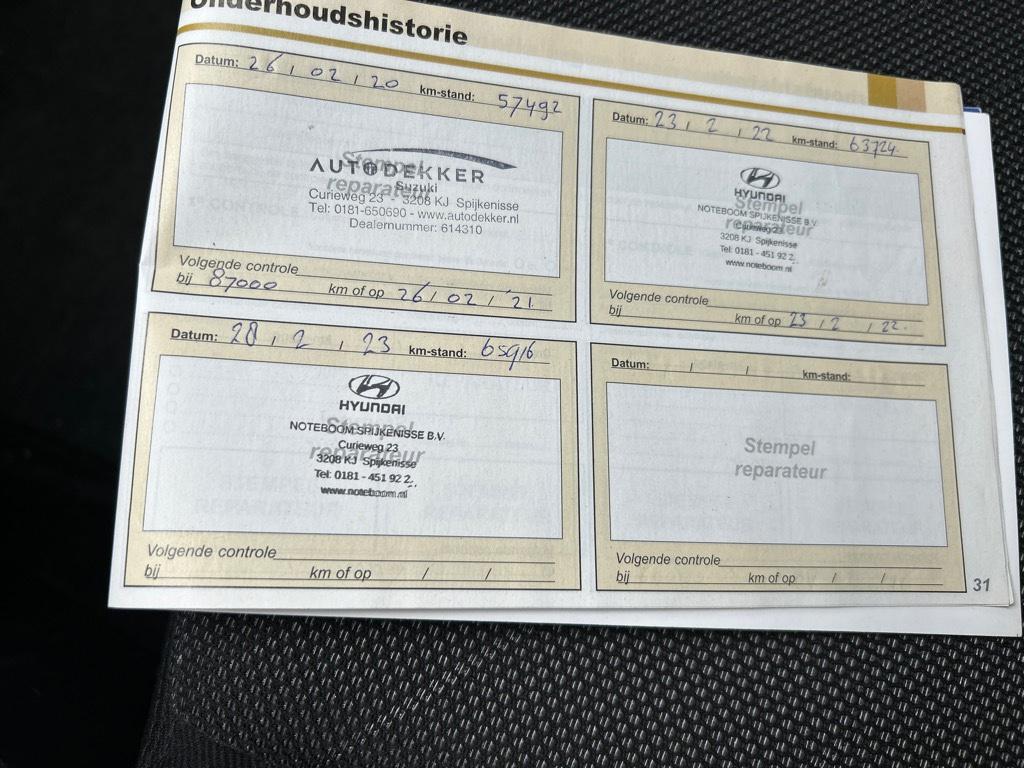 Onderhoudshistorie
Datum: 26 / 02 / 20 km-stand: 57492
Stempel
reparateur
AUTODEKKER
Suzuki
Curieweg 23 - 3208 KJ Spijkenisse
Tel: 0181-650690 - www.autodekker.nl
Dealernummer: 614310
Volgende controle
bij 87000 km of op 26 / 02 / '21
Datum: 23 / 2 / 22 km-stand: 63724
HYUNDAI
Stempel
reparateur
NOTEBOOM SPIJKENISSE B.V.
Curieweg 23
3208 KJ Spijkenisse
Tel: 0181 - 451 92 2.
www.noteboom.nl
Volgende controle
bij km of op 23 / 2 / 22.
Datum: 28 / 2 / 23 km-stand: 65916
HYUNDAI
Stempel
reparateur
NOTEBOOM SPIJKENISSE B.V.
Curieweg 23
3208 KJ Spijkenisse
Tel: 0181 - 451 92 2.
www.noteboom.nl
Volgende controle
bij km of op / /
Datum: / / km-stand:
Stempel
reparateur
Volgende controle
bij km of op / /
31